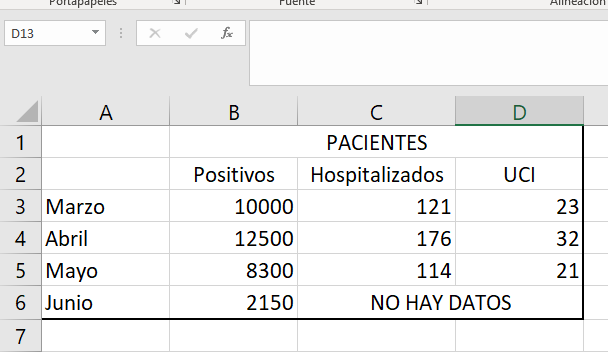 Portapapeles Fuente Alineación
D13 fx
A B C D
1 PACIENTES
2 Positivos Hospitalizados UCI
3 Marzo 10000 121 23
4 Abril 12500 176 32
5 Mayo 8300 114 21
6 Junio 2150 NO HAY DATOS
7